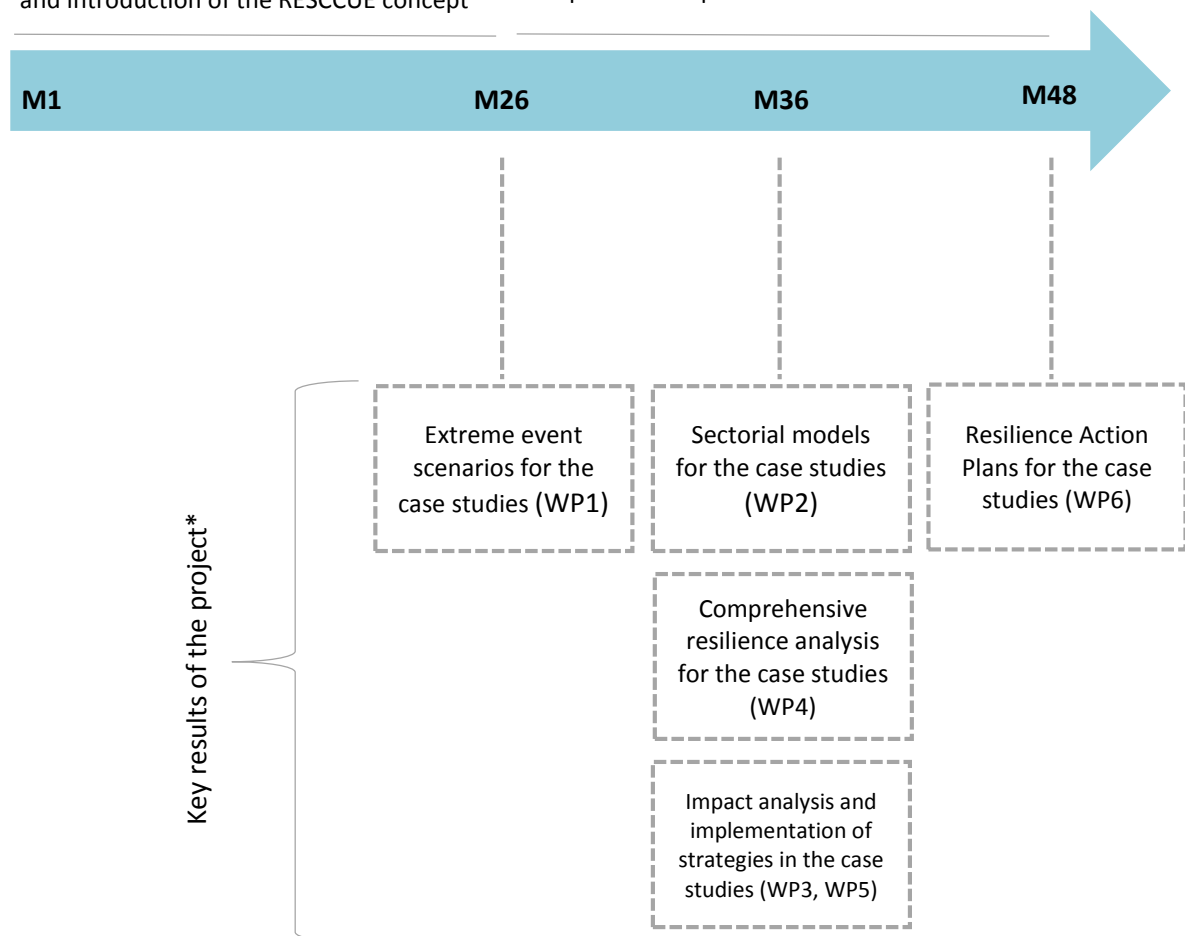 and introduction of the RESCCUE concept
M1
M26
M36
M48
Key results of the project*
Extreme event
scenarios for the
case studies (WP1)
Sectorial models
for the case studies
(WP2)
Resilience Action
Plans for the case
studies (WP6)
Comprehensive
resilience analysis
for the case studies
(WP4)
Impact analysis and
implementation of
strategies in the case
studies (WP3, WP5)